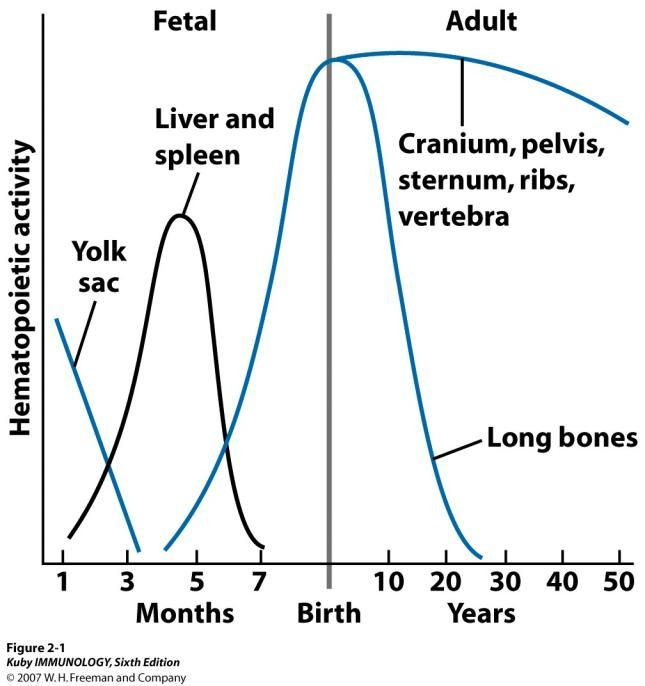 Fetal
Adult
Hematopoietic activity
Liver and
spleen
Yolk
sac
Cranium, pelvis,
sternum, ribs,
vertebra
Long bones
1 3 5 7 10 20 30 40 50
Months Birth Years
Figure 2-1
Kuby IMMUNOLOGY, Sixth Edition
© 2007 W. H. Freeman and Company